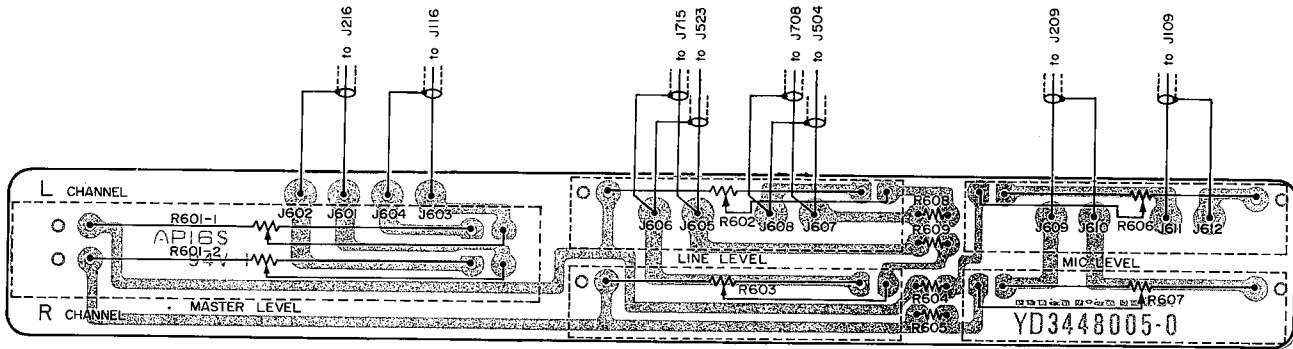 to J216
to J116
to J715
to J523
to J708
to J504
to J209
to J109
L CHANNEL
J602
J601
J604
J603
R601-1
AP16S
R601-2
MASTER LEVEL
R CHANNEL
J606
J605
R602
J608
J607
R608
R609
LINE LEVEL
R603
R604
R605
J609
J610
R606
J611
J612
MIC LEVEL
R607
YD3448005-0